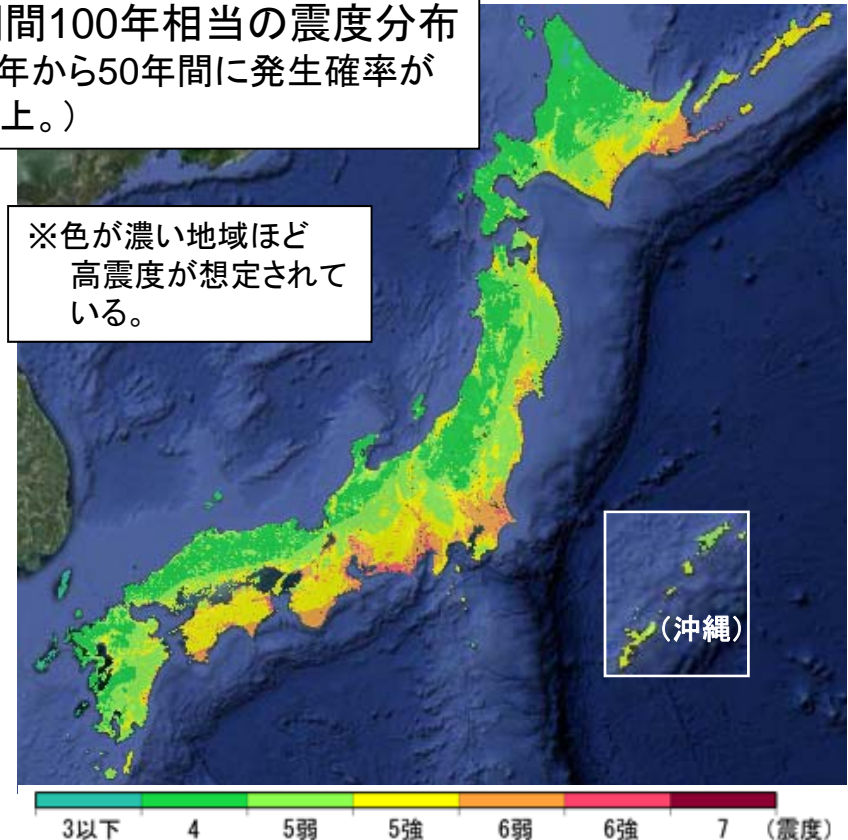 間100年相当の震度分布
年から50年間に発生確率が
上。)
※色が濃い地域ほど
高震度が想定されて
いる。
(沖縄)
3以下 4 5弱 5強 6弱 6強 7 (震度)